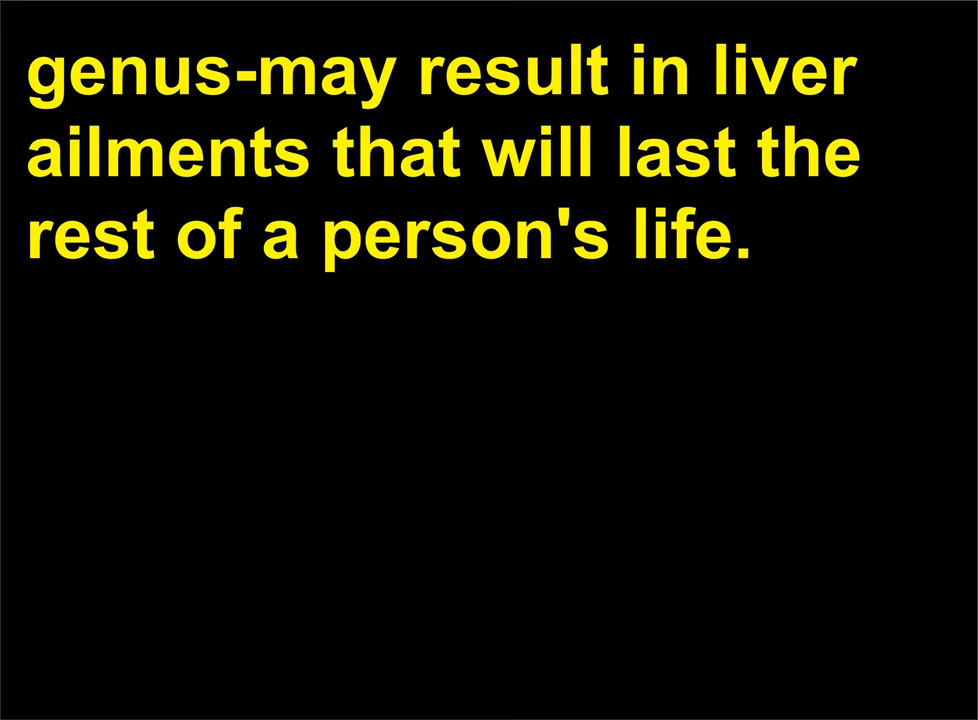 genus-may result in liver
ailments that will last the
rest of a person's life.